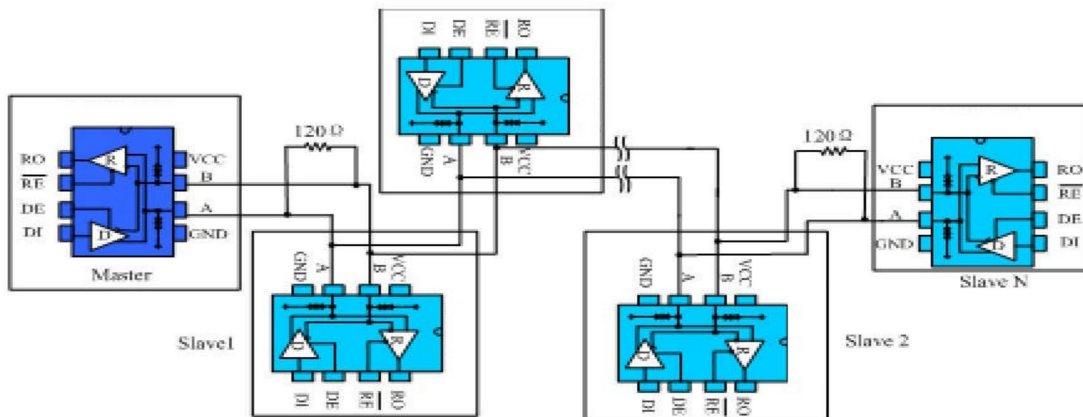 DI DE RE RO
GND A B VCC
RO
RE
DE
DI
R
D
VCC
B
A
GND
Master
120 Ω
D
R
120 Ω
VCC
B
A
GND
R
D
RO
RE
DE
DI
Slave N
GND A B VCC
D
R
DI DE RE RO
Slave1
GND A B VCC
D
R
DI DE RE RO
Slave 2